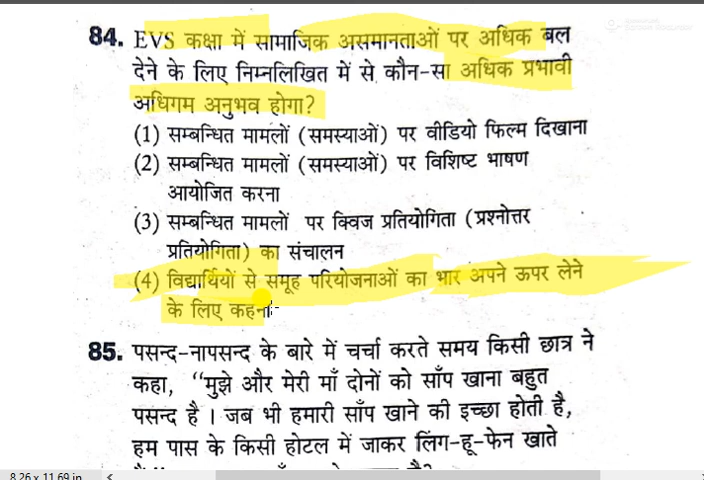 84. EVS कक्षा में सामाजिक असमानताओं पर अधिक बल
देने के लिए निम्नलिखित में से कौन-सा अधिक प्रभावी
अधिगम अनुभव होगा?
(1) सम्बन्धित मामलों (समस्याओं) पर वीडियो फिल्म दिखाना
(2) सम्बन्धित मामलों (समस्याओं) पर विशिष्ट भाषण
आयोजित करना
(3) सम्बन्धित मामलों पर क्विज प्रतियोगिता (प्रश्नोत्तर
प्रतियोगिता) का संचालन
(4) विद्यार्थियों से समूह परियोजनाओं का भार अपने ऊपर लेने
के लिए कहना
85. पसन्द-नापसन्द के बारे में चर्चा करते समय किसी छात्र ने
कहा, “मुझे और मेरी माँ दोनों को साँप खाना बहुत
पसन्द है। जब भी हमारी साँप खाने की इच्छा होती है,
हम पास के किसी होटल में जाकर लिंग-हू-फेन खाते
8.26 x 11.69 in